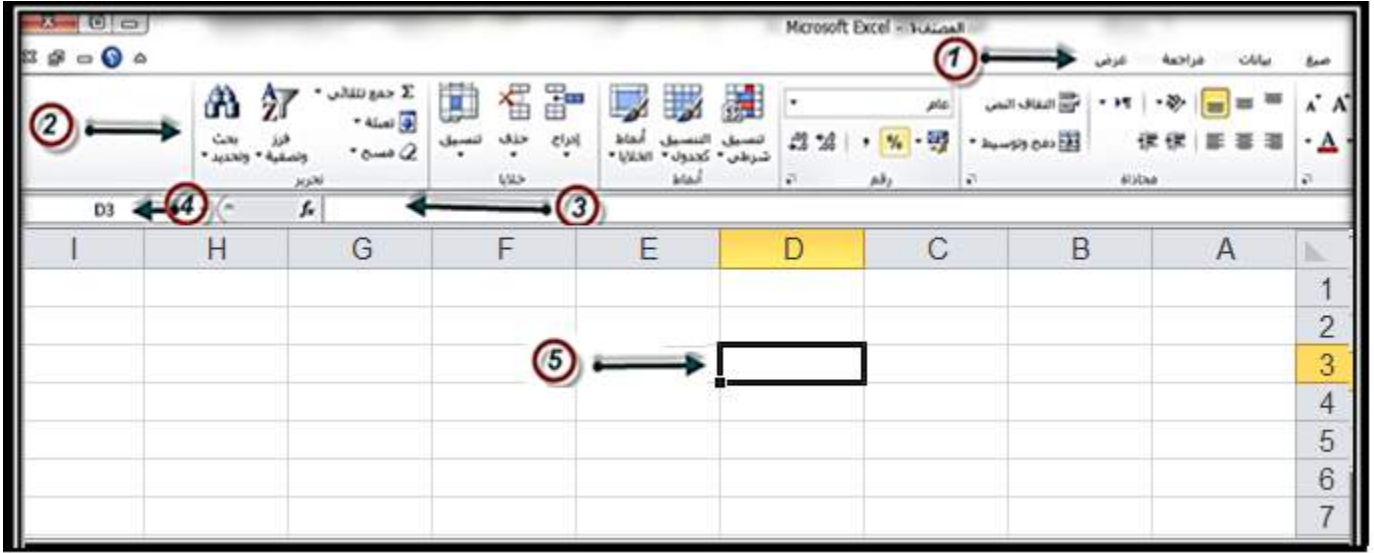 المصنف1 - Microsoft Excel
صيغ بيانات مراجعة عرض
1
عام
التفاف النص
دمج وتوسيط
%
تنسيق شرطي
التنسيق كجدول
أنماط الخلايا
إدراج
حذف
تنسيق
Σ جمع تلقائي
تعبئة
مسح
فرز وتصفية
بحث وتحديد
2
محاذاة رقم أنماط خلايا تحرير
D3 4 fx 3
A B C D E F G H I
1
2
3 5
4
5
6
7